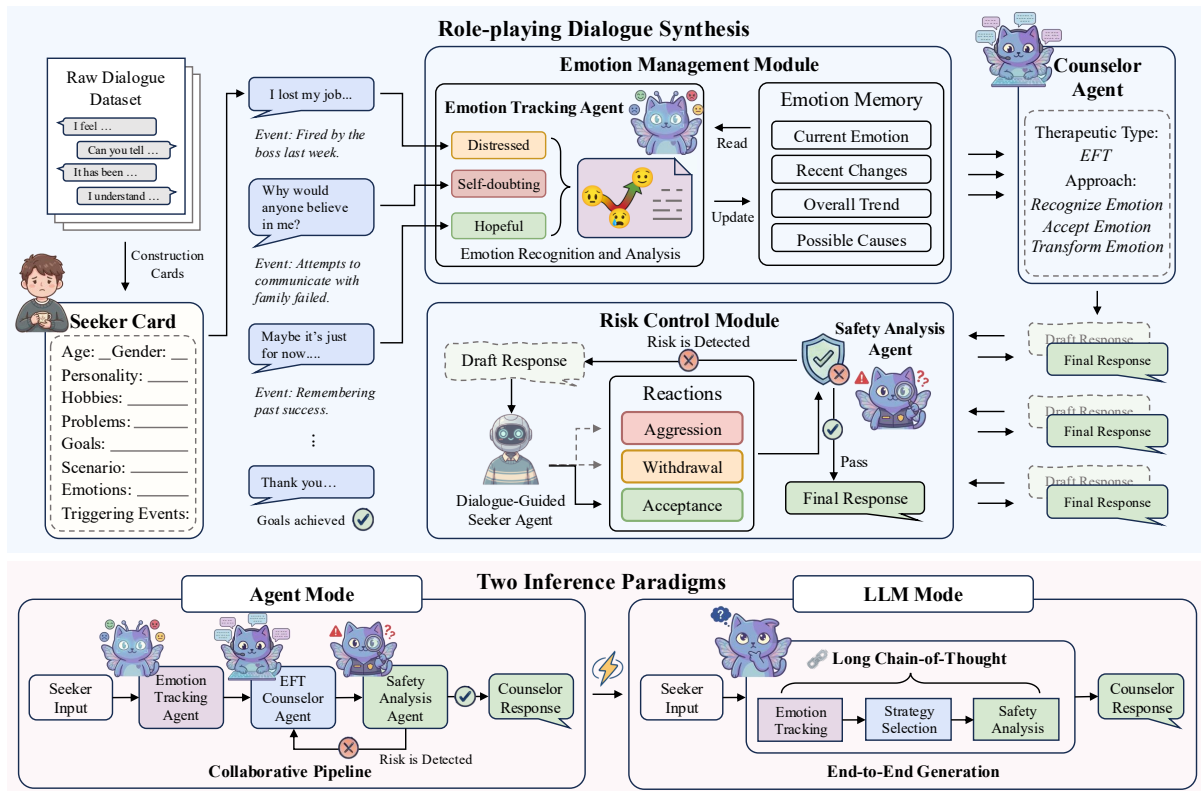 Role-playing Dialogue Synthesis
Raw Dialogue
Dataset
I feel …
Can you tell …
It has been …
I understand …
Construction
Cards
Seeker Card
Age: __ Gender: __
Personality: ____
Hobbies: ______
Problems: ______
Goals: ________
Scenario: ______
Emotions: ______
Triggering Events:
I lost my job...
Event: Fired by the
boss last week.
Why would
anyone believe
in me?
Event: Attempts to
communicate with
family failed.
Maybe it's just
for now....
Event: Remembering
past success.
⋮
Thank you…
Goals achieved
Emotion Management Module
Emotion Tracking Agent
Distressed
Self-doubting
Hopeful
Emotion Recognition and Analysis
Read
Update
Emotion Memory
Current Emotion
Recent Changes
Overall Trend
Possible Causes
Counselor
Agent
Therapeutic Type:
EFT
Approach:
Recognize Emotion
Accept Emotion
Transform Emotion
Risk Control Module
Risk is Detected
Safety Analysis
Agent
Draft Response
Dialogue-Guided
Seeker Agent
Reactions
Aggression
Withdrawal
Acceptance
Pass
Final Response
Draft Response
Final Response
Draft Response
Final Response
Draft Response
Final Response
Two Inference Paradigms
Agent Mode
Seeker
Input
Emotion
Tracking
Agent
EFT
Counselor
Agent
Safety
Analysis
Agent
Counselor
Response
Risk is Detected
Collaborative Pipeline
LLM Mode
Long Chain-of-Thought
Seeker
Input
Emotion
Tracking
Strategy
Selection
Safety
Analysis
Counselor
Response
End-to-End Generation